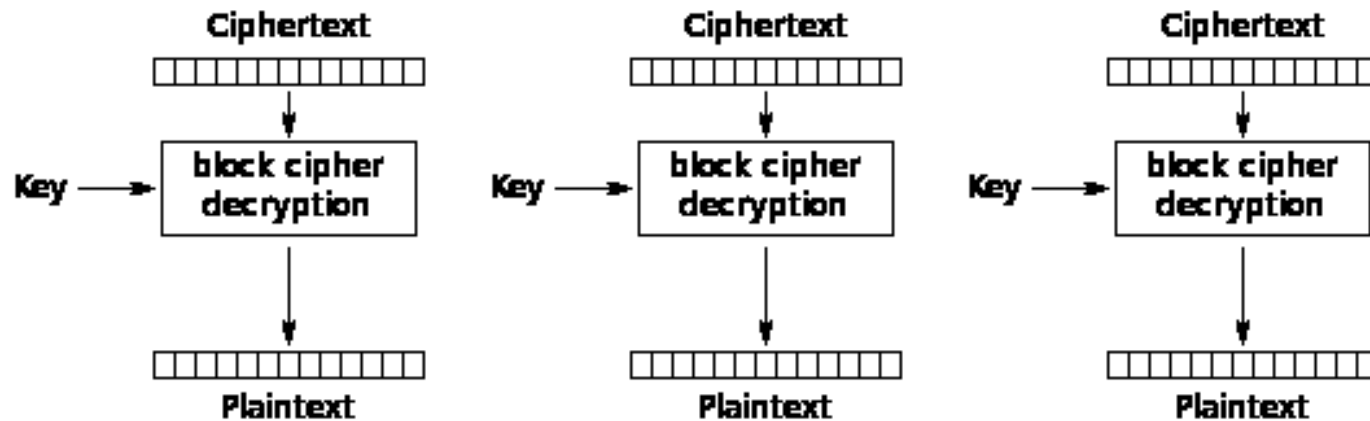 Ciphertext Ciphertext Ciphertext
Key block cipher decryption Key block cipher decryption Key block cipher decryption
Plaintext Plaintext Plaintext